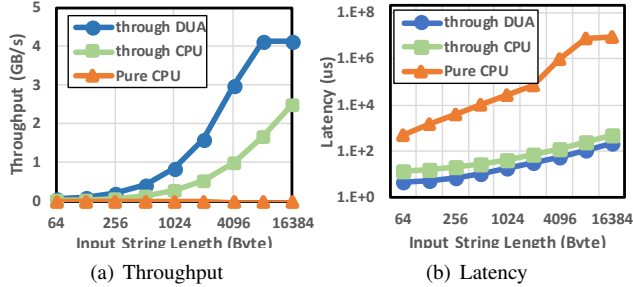 5
4
3
2
1
0
64
256
1024
4096
16384
Throughput (GB/s)
Input String Length (Byte)
through DUA
through CPU
Pure CPU
(a) Throughput
1.E+8
1.E+6
1.E+4
1.E+2
1.E+0
64
256
1024
4096
16384
Latency (us)
Input String Length (Byte)
through DUA
through CPU
Pure CPU
(b) Latency